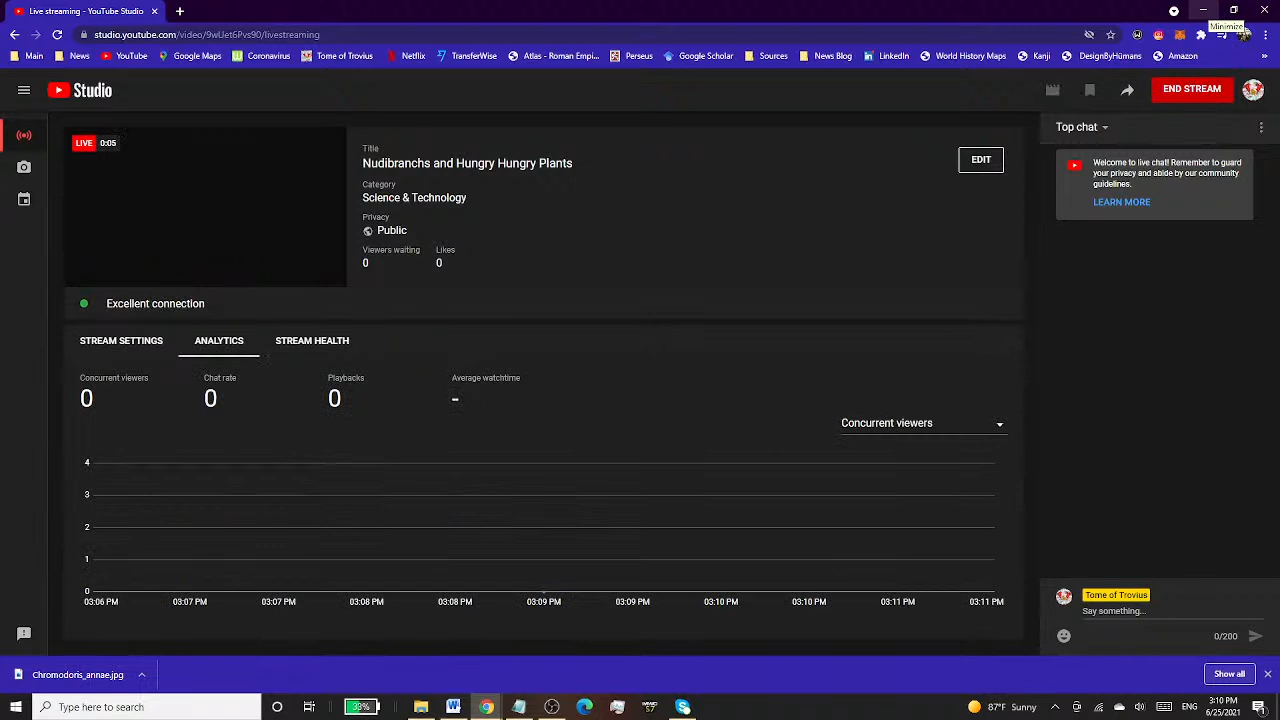 Live streaming - YouTube Studio
Minimize
studio.youtube.com/video/9wUet6Pvs90/livestreaming
Main News YouTube Google Maps Coronavirus Tome of Trovius Netflix TransferWise Atlas - Roman Empi... Perseus Google Scholar Sources News Blog LinkedIn World History Maps Kanji DesignByHumans Amazon
Studio
END STREAM
LIVE 0:05
Title
Nudibranchs and Hungry Hungry Plants
EDIT
Category
Science & Technology
Privacy
Public
Viewers waiting Likes
0 0
Excellent connection
STREAM SETTINGS ANALYTICS STREAM HEALTH
Concurrent viewers Chat rate Playbacks Average watchtime
0 0 0 -
Concurrent viewers
4
3
2
1
0
03:06 PM 03:07 PM 03:07 PM 03:08 PM 03:08 PM 03:09 PM 03:09 PM 03:10 PM 03:10 PM 03:11 PM 03:11 PM
Top chat
Welcome to live chat! Remember to guard
your privacy and abide by our community
guidelines.
LEARN MORE
Tome of Trovius
Say something...
0/200
Chromodoris_annae.jpg
Show all
Type here to search
33%
87°F Sunny
3:10 PM
6/25/2021